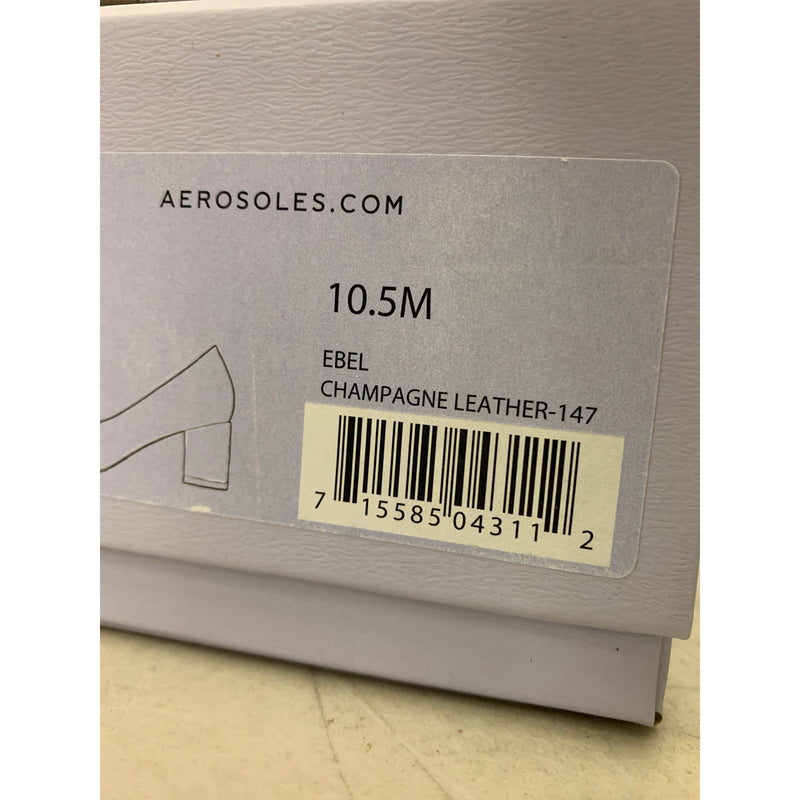 AEROSOLES.COM
10.5M
EBEL
CHAMPAGNE LEATHER-147
7 15585 04311 2